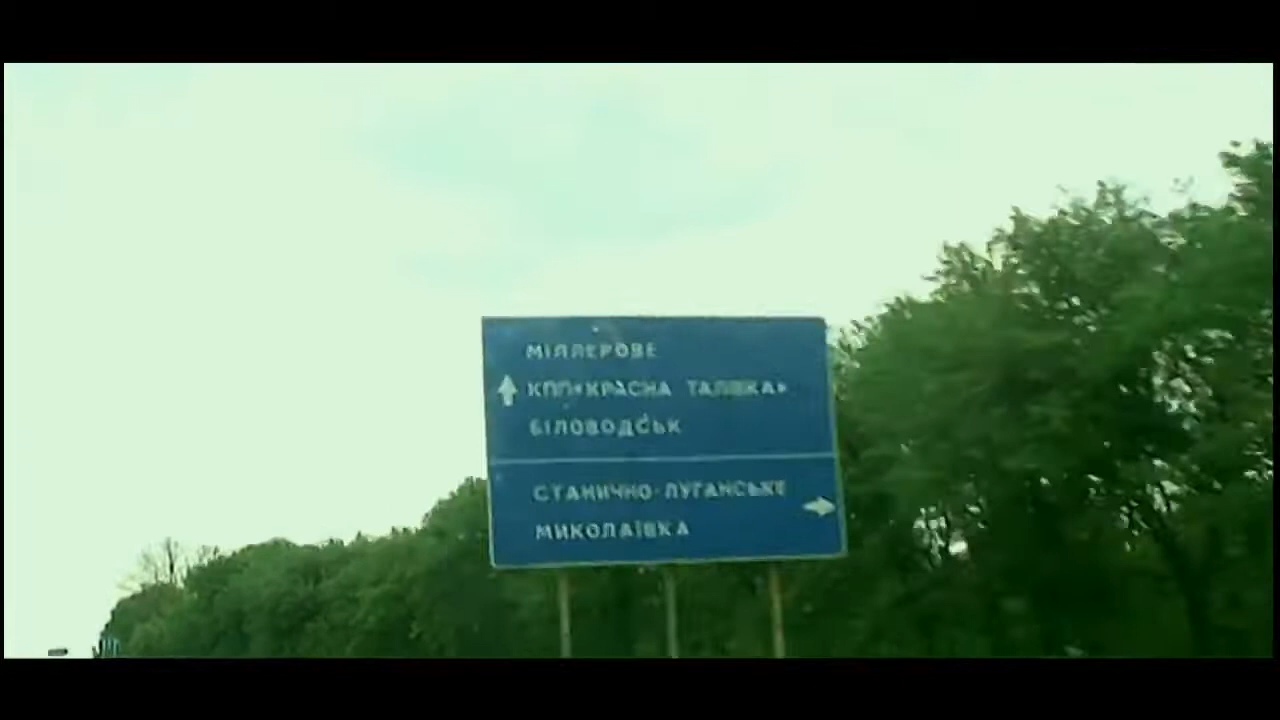 МІЛЛЕРОВЕ
КПП«КРАСНА ТАЛІВКА»
БІЛОВОДСЬК
СТАНИЧНО-ЛУГАНСЬКЕ
МИКОЛАЇВКА